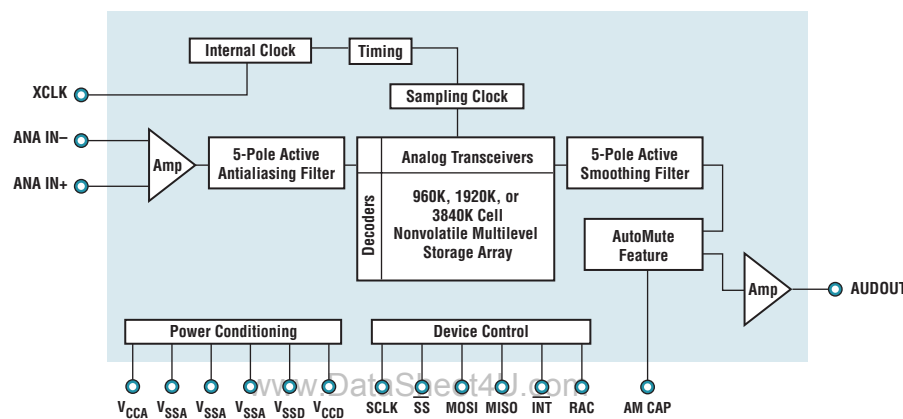 Internal Clock
Timing
XCLK
Sampling Clock
ANA IN–
Amp
5-Pole Active
Antialiasing Filter
ANA IN+
Decoders
Analog Transceivers
960K, 1920K, or
3840K Cell
Nonvolatile Multilevel
Storage Array
5-Pole Active
Smoothing Filter
AutoMute
Feature
Amp
AUDOUT
Power Conditioning
Device Control
VCCA
VSSA
VSSA
VSSA
VSSD
VCCD
SCLK
SS
MOSI
MISO
INT
RAC
AM CAP
www.DataSheet4U.com